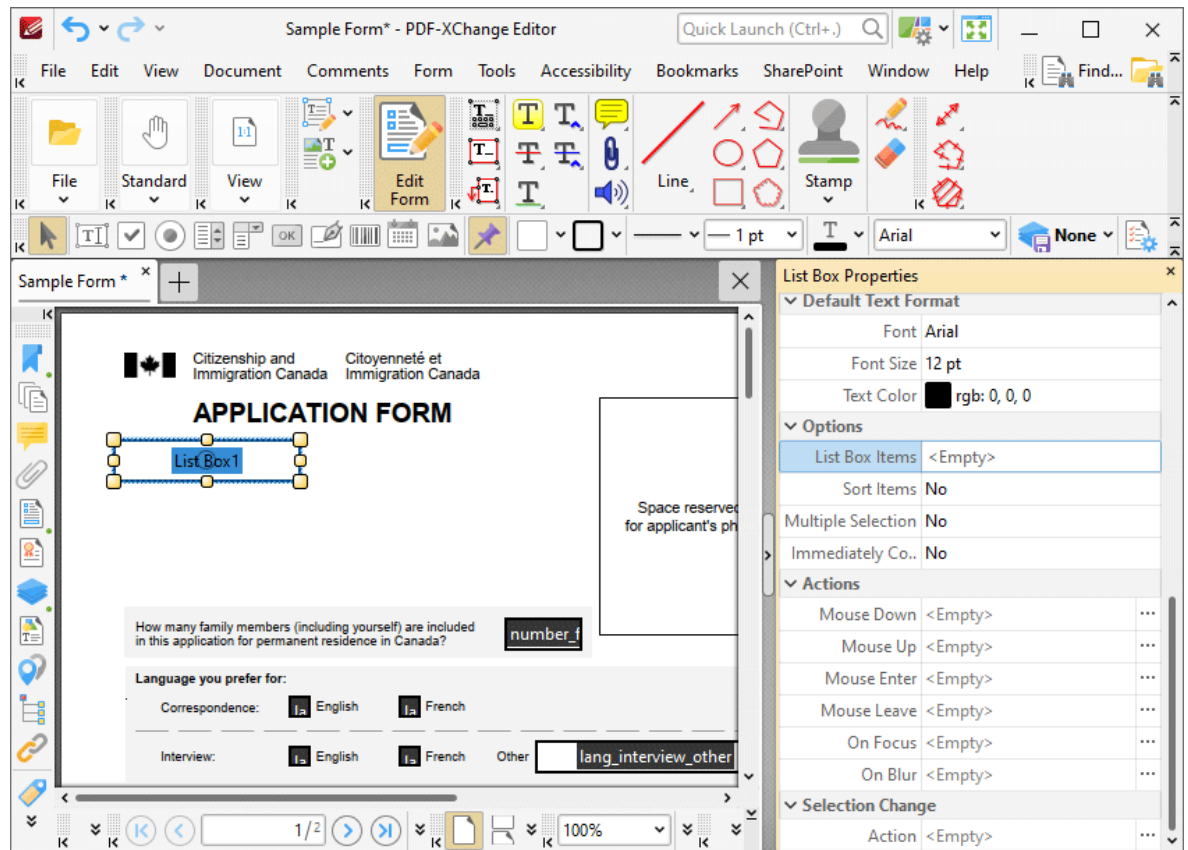 Sample Form* - PDF-XChange Editor
Quick Launch (Ctrl+.)
File Edit View Document Comments Form Tools Accessibility Bookmarks SharePoint Window Help
Find...
File
Standard
1:1
View
Edit
Form
Line
Stamp
OK
1 pt
Arial
None
Sample Form *
List Box Properties
Citizenship and
Immigration Canada
Citoyenneté et
Immigration Canada
APPLICATION FORM
List Box1
Space reserved
for applicant's ph
How many family members (including yourself) are included
in this application for permanent residence in Canada?
number_f
Language you prefer for:
Correspondence: la English la French
Interview: la English la French Other lang_interview_other
1/2
100%
Default Text Format
Font Arial
Font Size 12 pt
Text Color rgb: 0, 0, 0
Options
List Box Items <Empty>
Sort Items No
Multiple Selection No
Immediately Co.. No
Actions
Mouse Down <Empty> ...
Mouse Up <Empty> ...
Mouse Enter <Empty> ...
Mouse Leave <Empty> ...
On Focus <Empty> ...
On Blur <Empty> ...
Selection Change
Action <Empty> ...